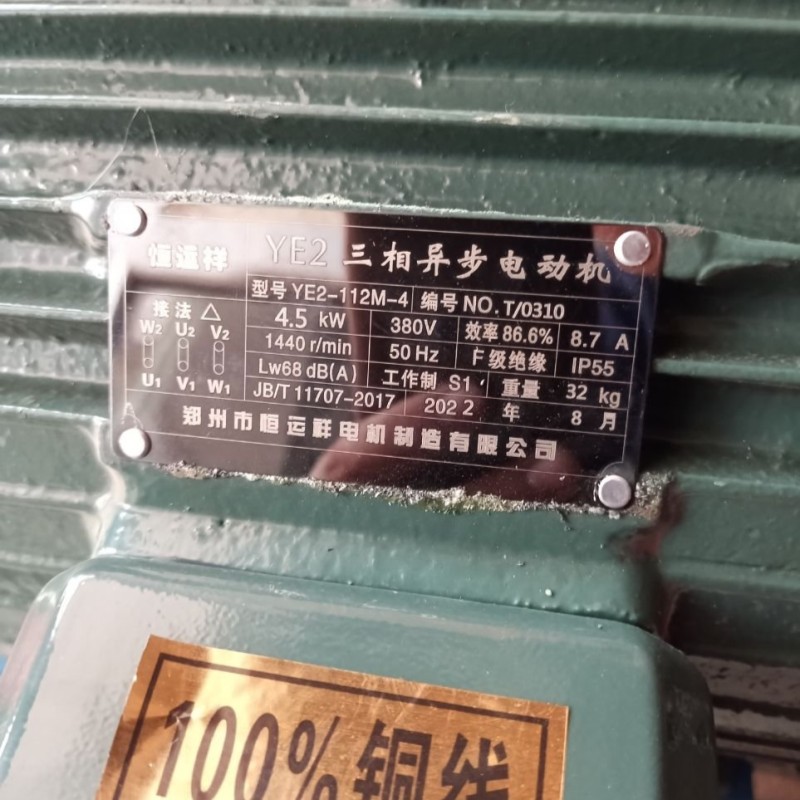 恒运祥 YE2 三相异步电动机
型号 YE2-112M-4 编号 NO. T/0310
接法 △
4.5 kW 380V 效率 86.6% 8.7 A
W2 U2 V2
1440 r/min 50 Hz F 级绝缘 IP55
Lw68 dB(A) 工作制 S1 重量 32 kg
U1 V1 W1
JB/T 11707-2017 2022 年 8 月
郑州市恒运祥电机制造有限公司
100%铜线